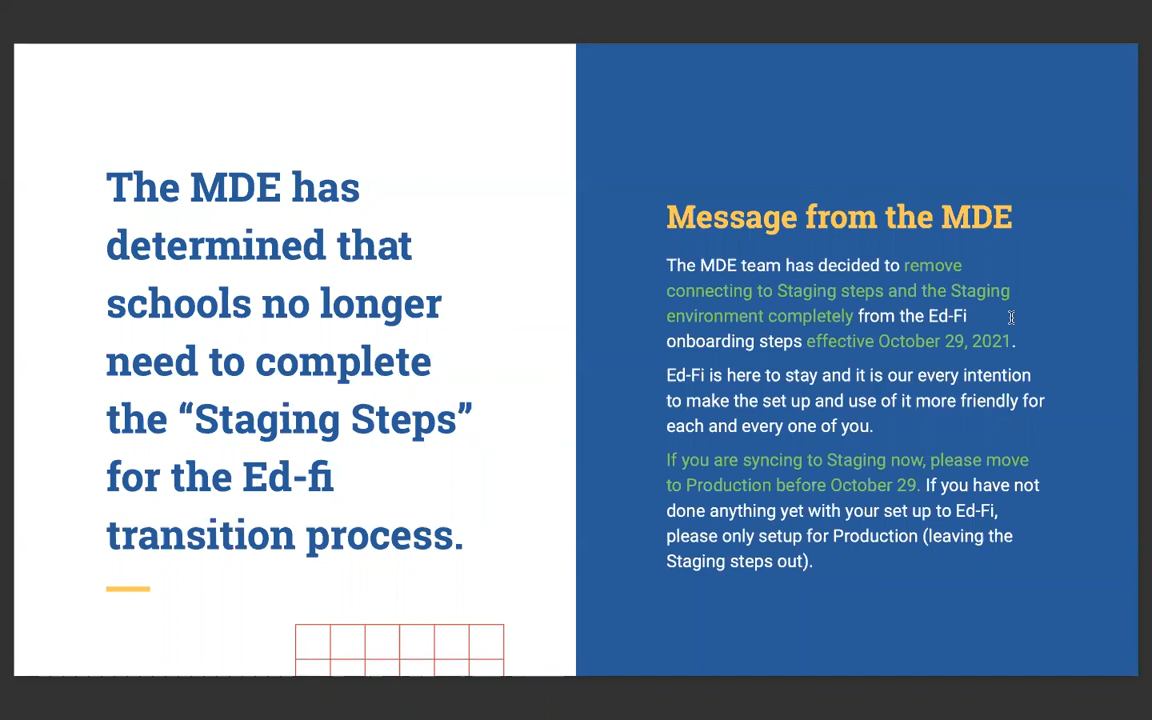 The MDE has
determined that
schools no longer
need to complete
the “Staging Steps”
for the Ed-fi
transition process.
Message from the MDE
The MDE team has decided to remove
connecting to Staging steps and the Staging
environment completely from the Ed-Fi
onboarding steps effective October 29, 2021.
Ed-Fi is here to stay and it is our every intention
to make the set up and use of it more friendly for
each and every one of you.
If you are syncing to Staging now, please move
to Production before October 29. If you have not
done anything yet with your set up to Ed-Fi,
please only setup for Production (leaving the
Staging steps out).